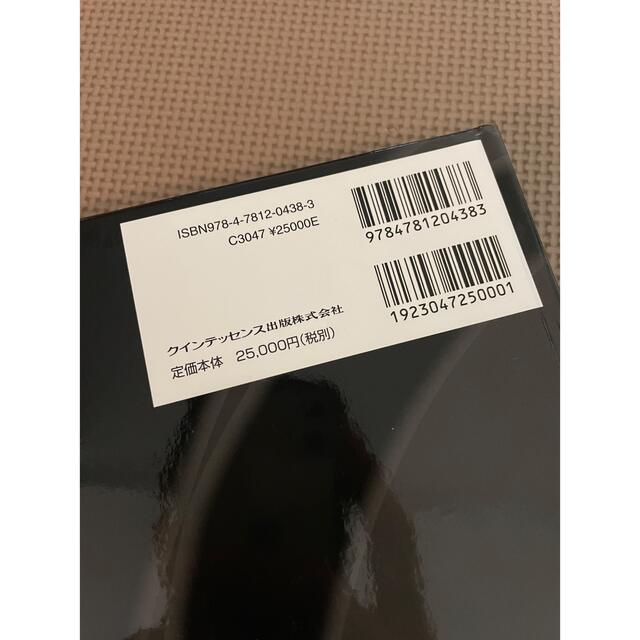 ISBN978-4-7812-0438-3
C3047 ¥25000E
クインテッセンス出版株式会社
定価本体 25,000円(税別)
9784781204383
1923047250001